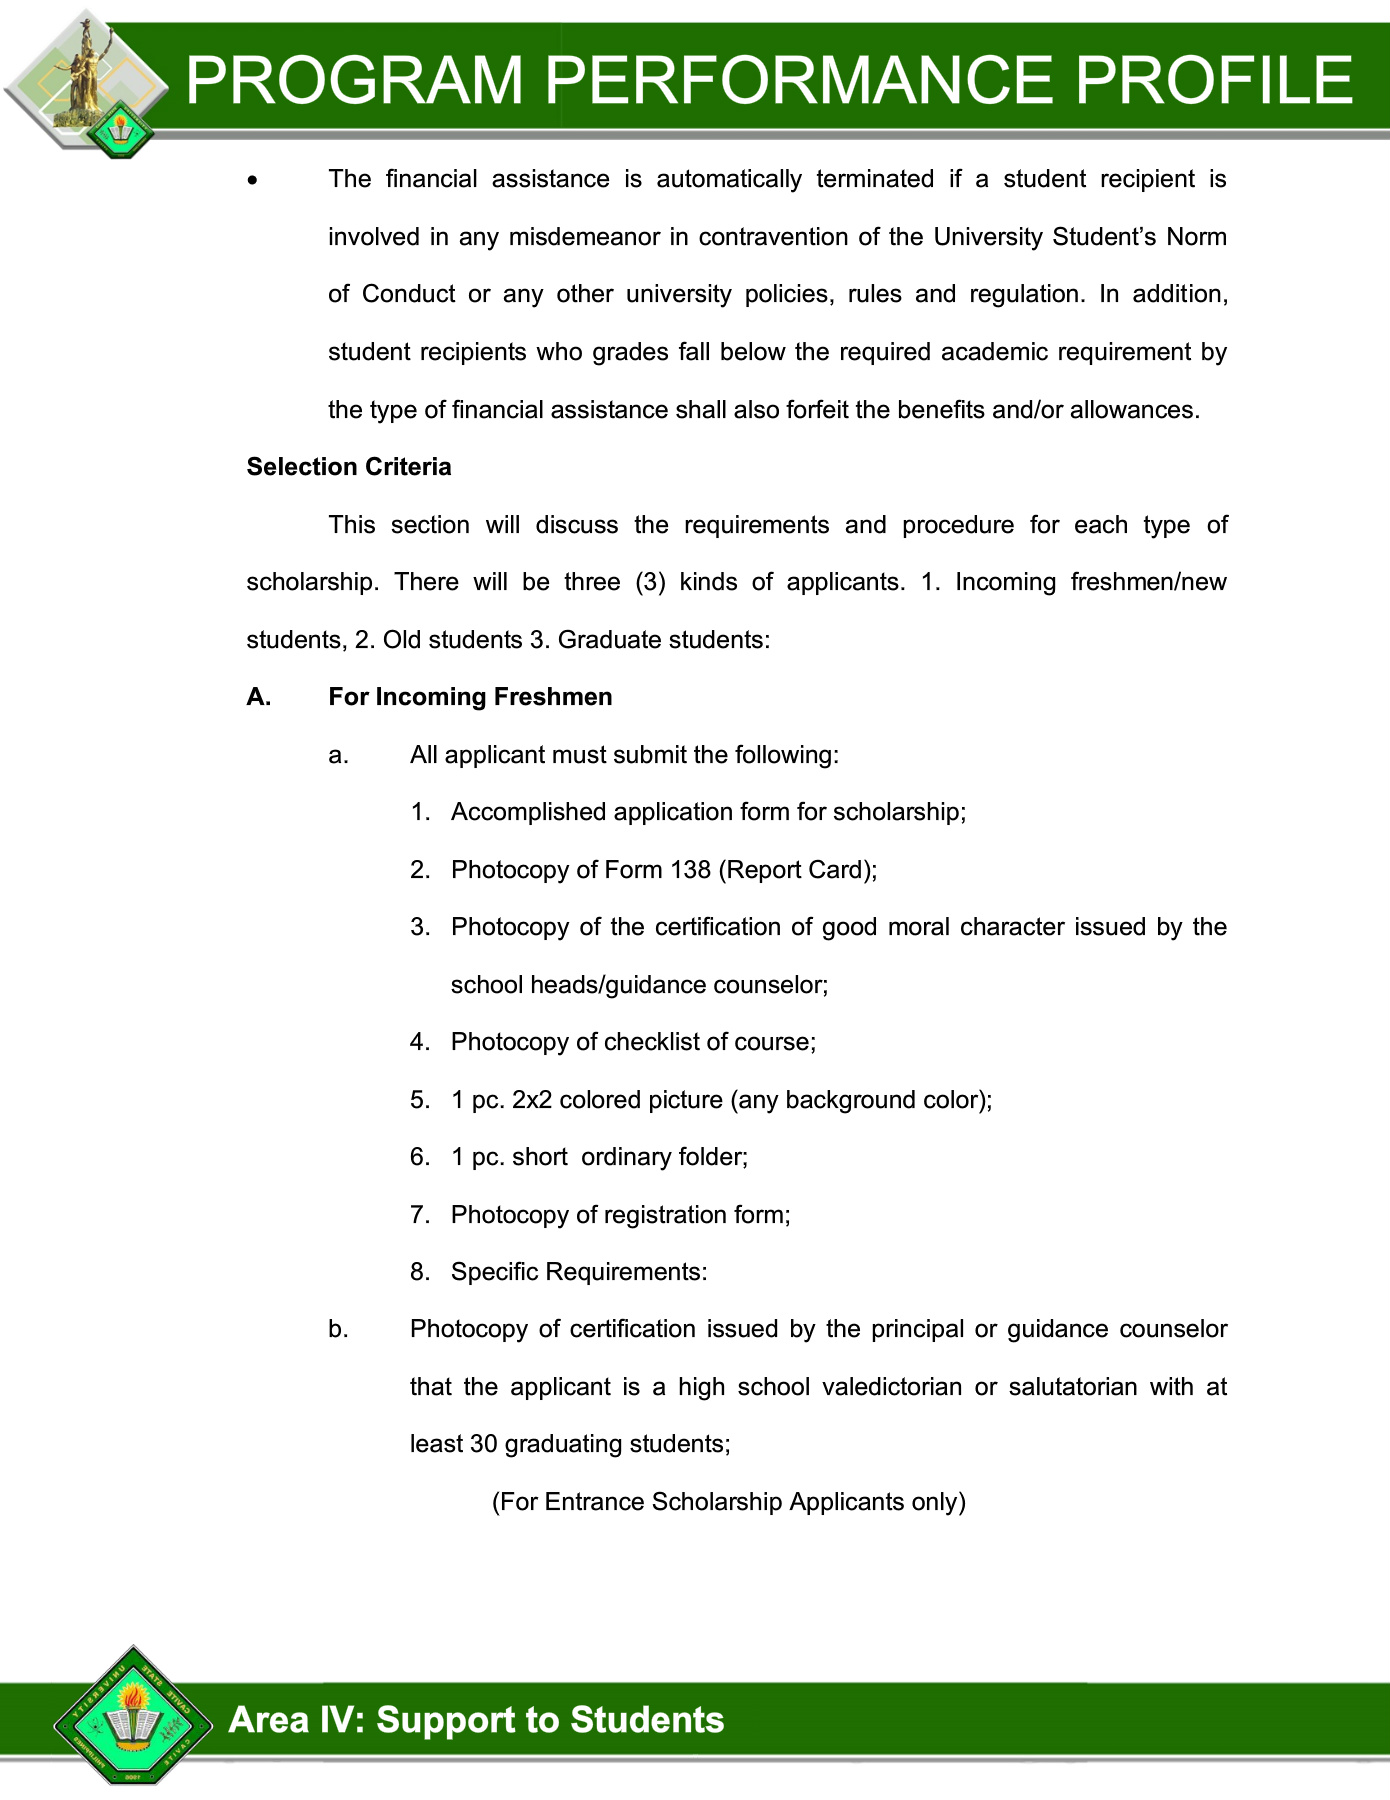 PROGRAM PERFORMANCE PROFILE
• The financial assistance is automatically terminated if a student recipient is
involved in any misdemeanor in contravention of the University Student’s Norm
of Conduct or any other university policies, rules and regulation. In addition,
student recipients who grades fall below the required academic requirement by
the type of financial assistance shall also forfeit the benefits and/or allowances.
Selection Criteria
This section will discuss the requirements and procedure for each type of
scholarship. There will be three (3) kinds of applicants. 1. Incoming freshmen/new
students, 2. Old students 3. Graduate students:
A. For Incoming Freshmen
a. All applicant must submit the following:
1. Accomplished application form for scholarship;
2. Photocopy of Form 138 (Report Card);
3. Photocopy of the certification of good moral character issued by the
school heads/guidance counselor;
4. Photocopy of checklist of course;
5. 1 pc. 2x2 colored picture (any background color);
6. 1 pc. short ordinary folder;
7. Photocopy of registration form;
8. Specific Requirements:
b. Photocopy of certification issued by the principal or guidance counselor
that the applicant is a high school valedictorian or salutatorian with at
least 30 graduating students;
(For Entrance Scholarship Applicants only)
CAVITE STATE UNIVERSITY
CAVITE PHILIPPINES
Area IV: Support to Students